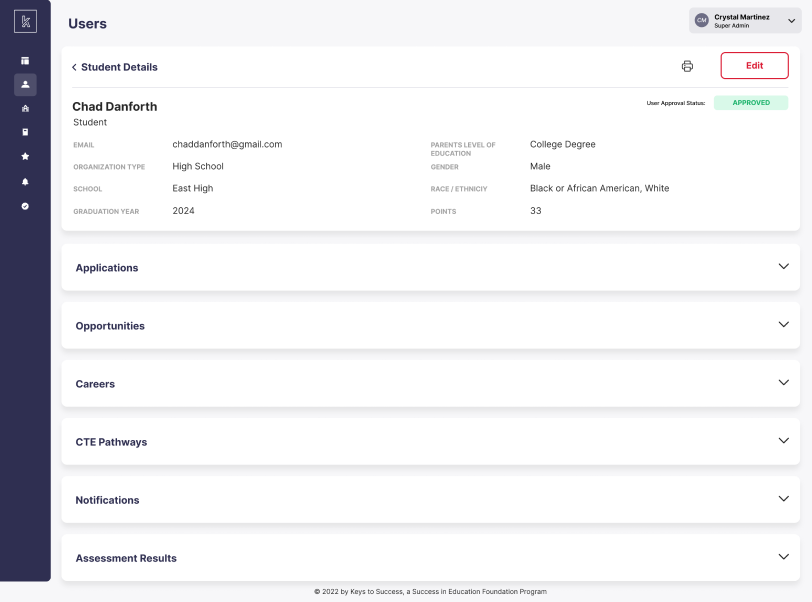 k
Users
CM
Crystal Martinez
Super Admin
Student Details
Edit
Chad Danforth
Student
User Approval Status:
APPROVED
EMAIL
chaddanforth@gmail.com
PARENTS LEVEL OF
EDUCATION
College Degree
ORGANIZATION TYPE
High School
GENDER
Male
SCHOOL
East High
RACE / ETHNICIY
Black or African American, White
GRADUATION YEAR
2024
POINTS
33
Applications
Opportunities
Careers
CTE Pathways
Notifications
Assessment Results
© 2022 by Keys to Success, a Success in Education Foundation Program